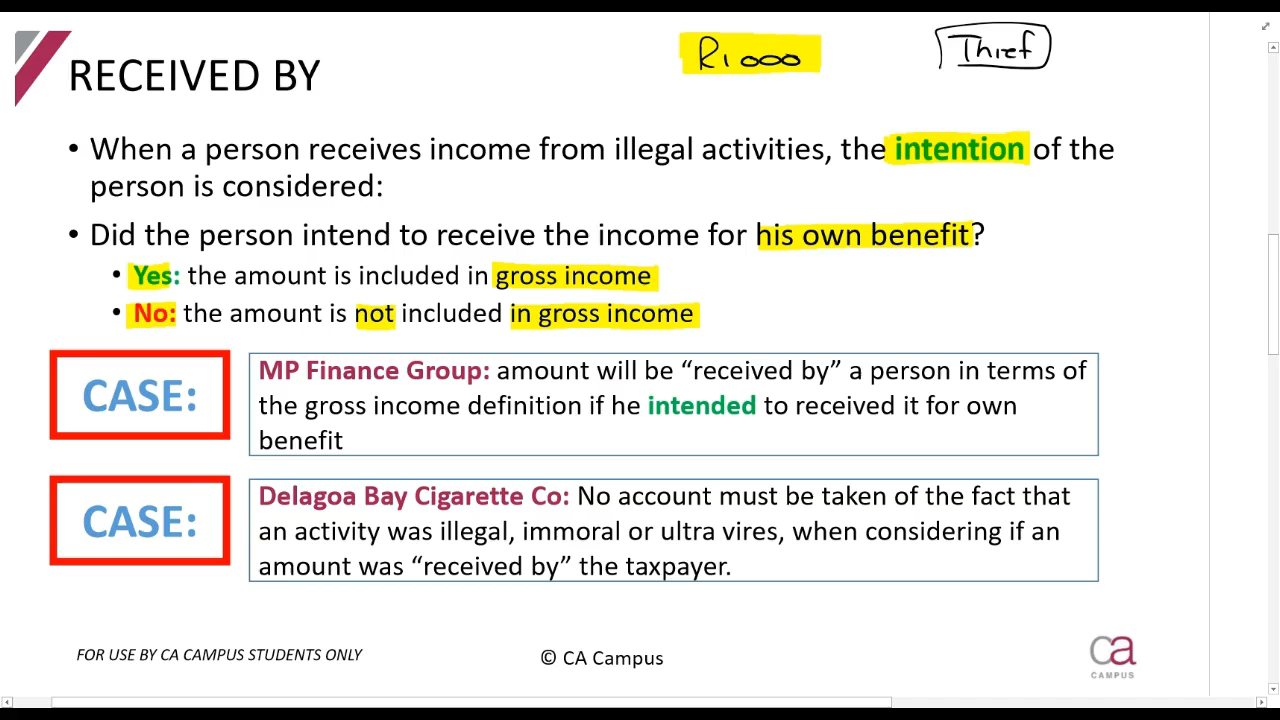 R1 000
Thief
RECEIVED BY
• When a person receives income from illegal activities, the intention of the
person is considered:
• Did the person intend to receive the income for his own benefit?
• Yes: the amount is included in gross income
• No: the amount is not included in gross income
CASE:
MP Finance Group: amount will be “received by” a person in terms of
the gross income definition if he intended to received it for own
benefit
CASE:
Delagoa Bay Cigarette Co: No account must be taken of the fact that
an activity was illegal, immoral or ultra vires, when considering if an
amount was “received by” the taxpayer.
FOR USE BY CA CAMPUS STUDENTS ONLY
© CA Campus
ca
CAMPUS